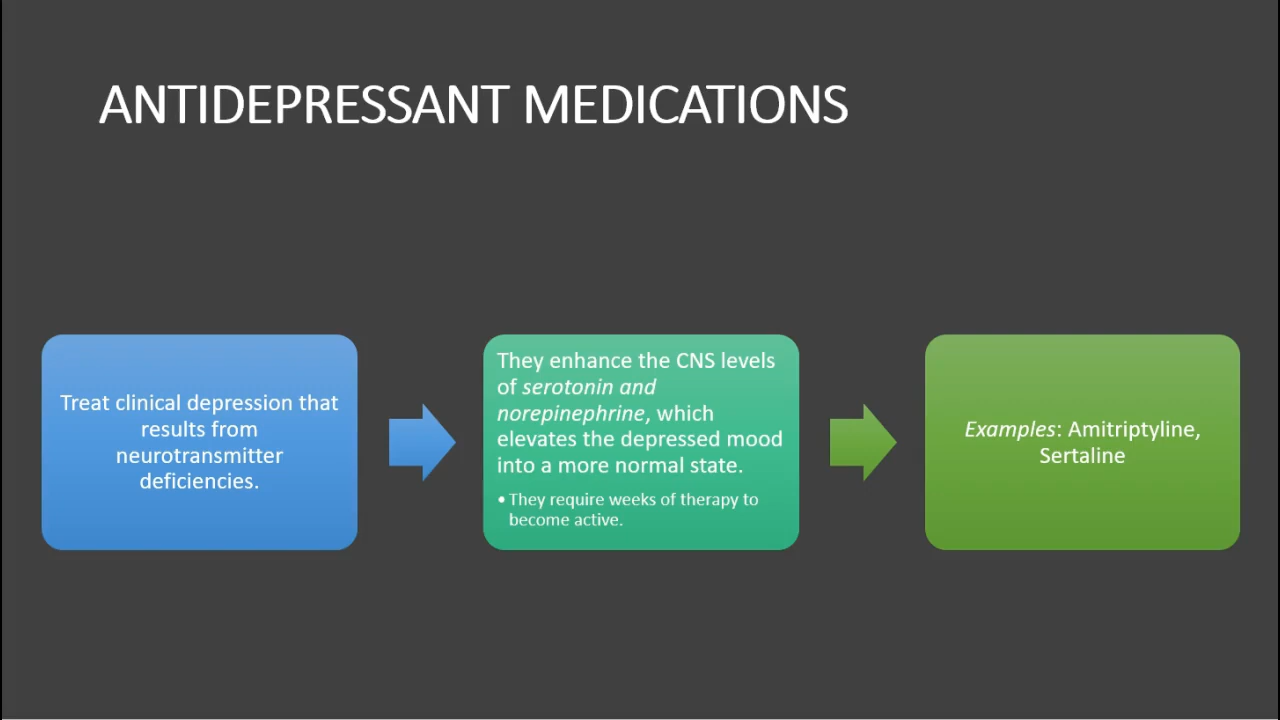 ANTIDEPRESSANT MEDICATIONS
Treat clinical depression that
results from
neurotransmitter
deficiencies.
They enhance the CNS levels
of serotonin and
norepinephrine, which
elevates the depressed mood
into a more normal state.
• They require weeks of therapy to
become active.
Examples: Amitriptyline,
Sertaline